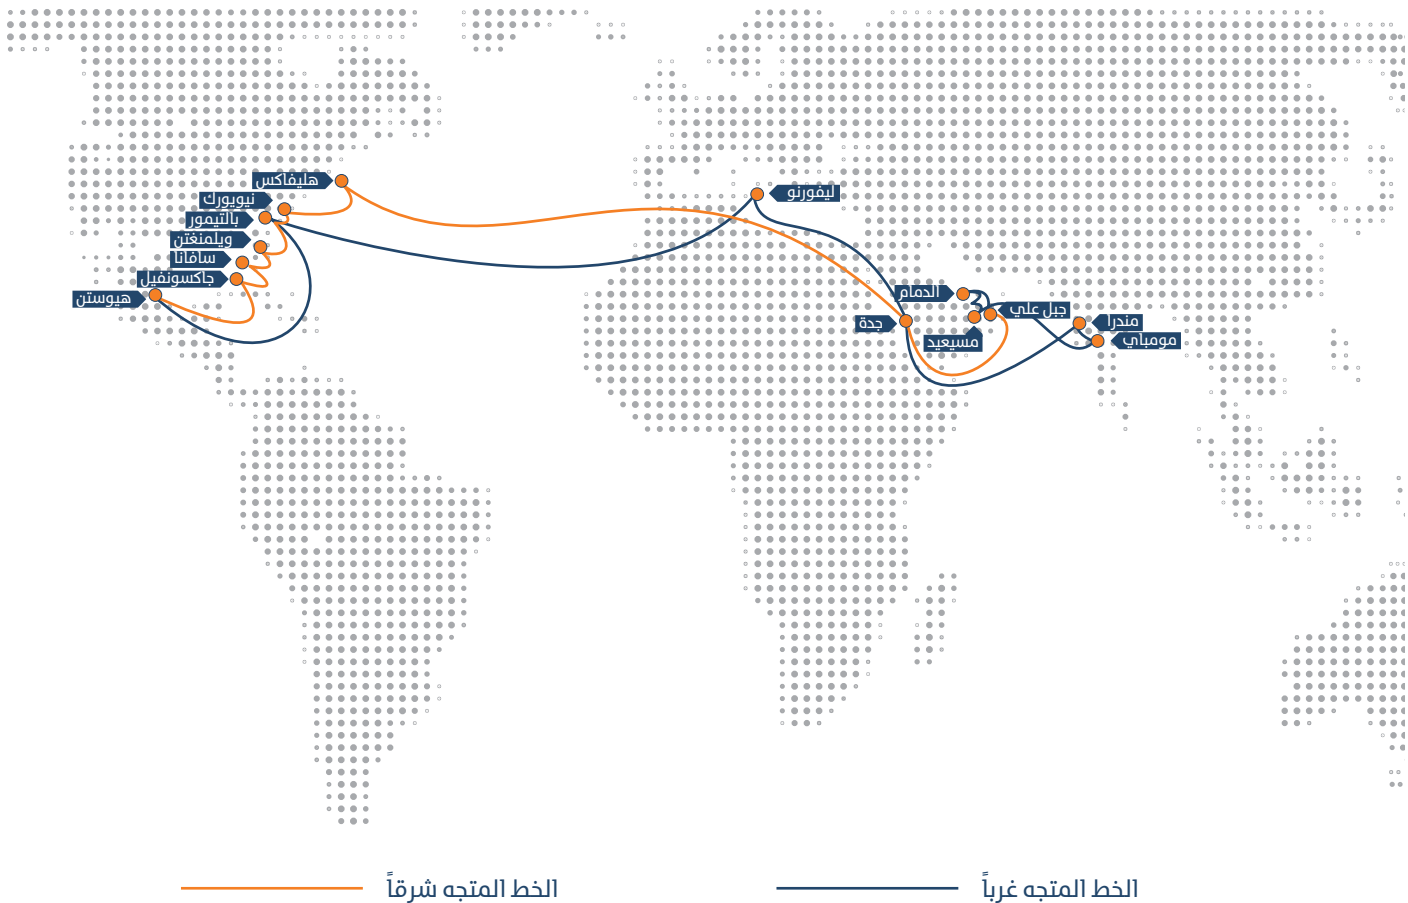 هليفاكس
نيويورك
بالتيمور
ويلمنغتن
سافانا
جاكسونفيل
هيوستن
ليفورنو
الدمام
جبل علي
جدة
مسيعيد
مندرا
مومباي
الخط المتجه غرباً
الخط المتجه شرقاً